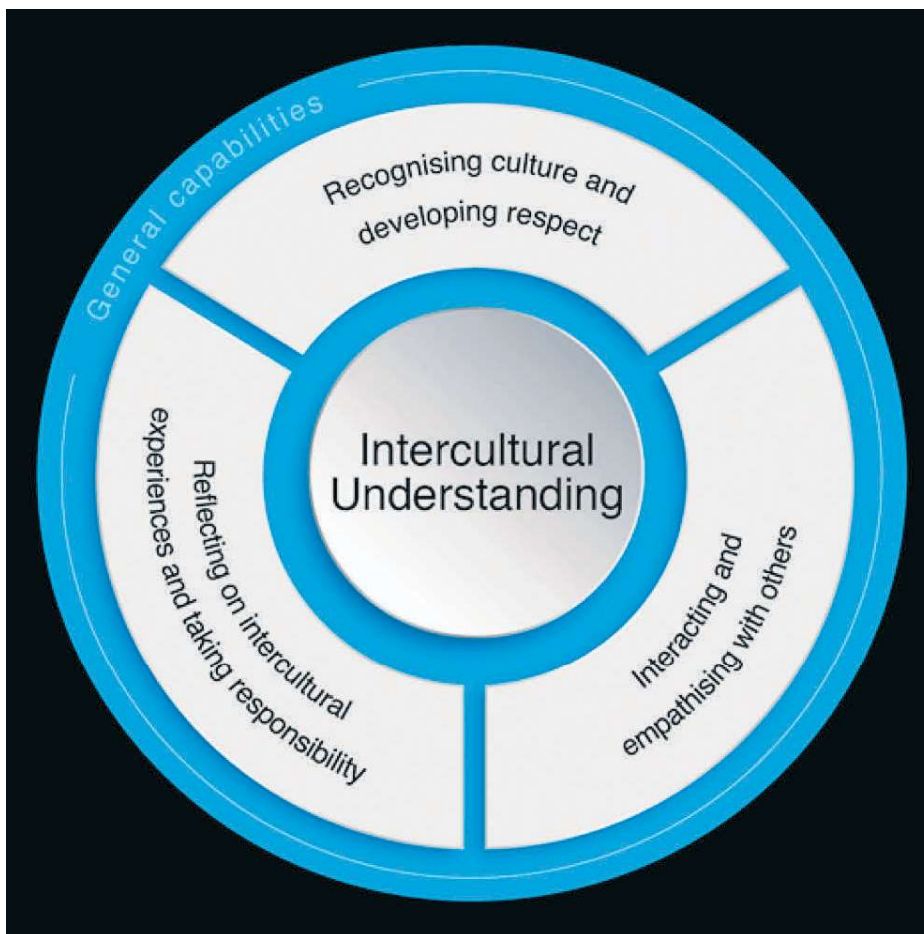 General capabilities
Recognising culture and
developing respect
Intercultural
Understanding
Interacting and
empathising with others
Reflecting on intercultural
experiences and taking responsibility